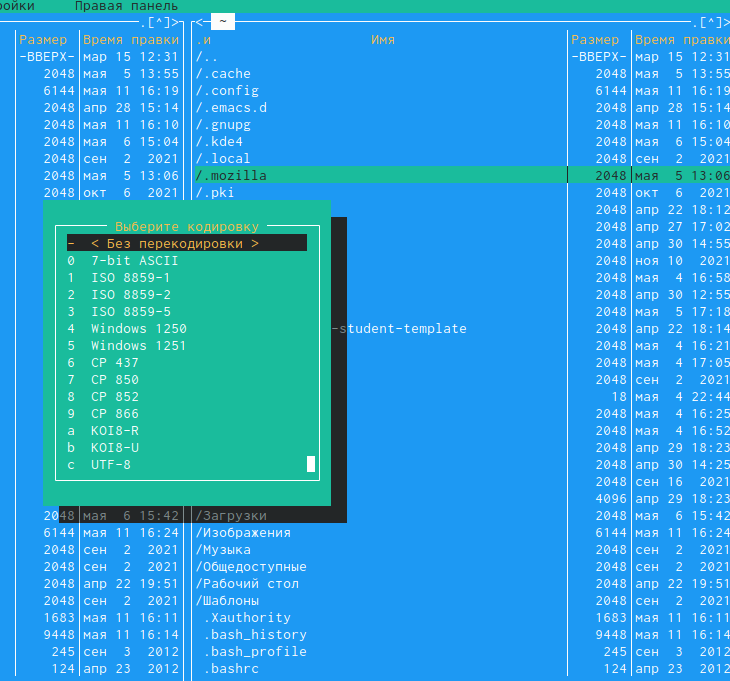 ройки Правая панель
.[^]> < ~ .[^]>
Размер Время правки .и Имя Размер Время правки
-ВВЕРХ- мар 15 12:31 /.. -ВВЕРХ- мар 15 12:31
2048 мая 5 13:55 /.cache 2048 мая 5 13:55
6144 мая 11 16:19 /.config 6144 мая 11 16:19
2048 апр 28 15:14 /.emacs.d 2048 апр 28 15:14
2048 мая 11 16:10 /.gnupg 2048 мая 11 16:10
2048 мая 6 15:04 /.kde4 2048 мая 6 15:04
2048 сен 2 2021 /.local 2048 сен 2 2021
2048 мая 5 13:06 /.mozilla 2048 мая 5 13:06
2048 окт 6 2021 /.pki 2048 окт 6 2021
2048 апр 22 18:12
Выберите кодировку 2048 апр 27 17:02
- < Без перекодировки > 2048 апр 30 14:55
0 7-bit ASCII 2048 ноя 10 2021
1 ISO 8859-1 2048 мая 4 16:58
2 ISO 8859-2 2048 апр 30 12:55
3 ISO 8859-5 2048 мая 5 17:18
4 Windows 1250 -student-template 2048 апр 22 18:14
5 Windows 1251 2048 мая 4 16:21
6 CP 437 2048 мая 4 17:05
7 CP 850 2048 сен 2 2021
8 CP 852 18 мая 4 22:44
9 CP 866 2048 мая 4 16:25
a KOI8-R 2048 мая 4 16:52
b KOI8-U 2048 апр 29 18:23
c UTF-8 2048 апр 30 14:25
2048 сен 16 2021
4096 апр 29 18:23
2048 мая 6 15:42 /Загрузки 2048 мая 6 15:42
6144 мая 11 16:24 /Изображения 6144 мая 11 16:24
2048 сен 2 2021 /Музыка 2048 сен 2 2021
2048 сен 2 2021 /Общедоступные 2048 сен 2 2021
2048 апр 22 19:51 /Рабочий стол 2048 апр 22 19:51
2048 сен 2 2021 /Шаблоны 2048 сен 2 2021
1683 мая 11 16:11 .Xauthority 1683 мая 11 16:11
9448 мая 11 16:14 .bash_history 9448 мая 11 16:14
245 сен 3 2012 .bash_profile 245 сен 3 2012
124 апр 23 2012 .bashrc 124 апр 23 2012